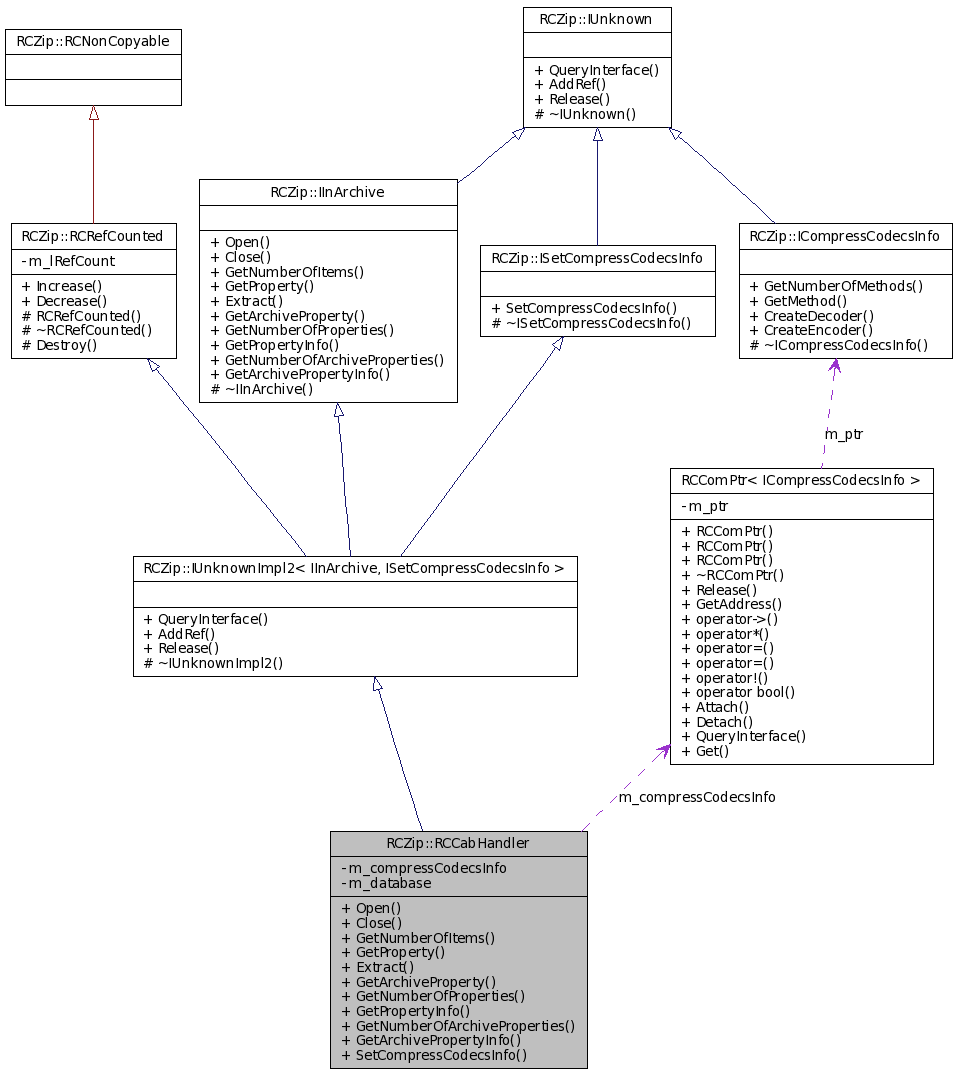 RCZip::RCNonCopyable
RCZip::IUnknown
+ QueryInterface()
+ AddRef()
+ Release()
# ~IUnknown()
RCZip::RCRefCounted
- m_lRefCount
+ Increase()
+ Decrease()
# RCRefCounted()
# ~RCRefCounted()
# Destroy()
RCZip::IInArchive
+ Open()
+ Close()
+ GetNumberOfItems()
+ GetProperty()
+ Extract()
+ GetArchiveProperty()
+ GetNumberOfProperties()
+ GetPropertyInfo()
+ GetNumberOfArchiveProperties()
+ GetArchivePropertyInfo()
# ~IInArchive()
RCZip::ISetCompressCodecsInfo
+ SetCompressCodecsInfo()
# ~ISetCompressCodecsInfo()
RCZip::ICompressCodecsInfo
+ GetNumberOfMethods()
+ GetMethod()
+ CreateDecoder()
+ CreateEncoder()
# ~ICompressCodecsInfo()
m_ptr
RCComPtr< ICompressCodecsInfo >
- m_ptr
+ RCComPtr()
+ RCComPtr()
+ RCComPtr()
+ ~RCComPtr()
+ Release()
+ GetAddress()
+ operator->()
+ operator*()
+ operator=()
+ operator=()
+ operator!()
+ operator bool()
+ Attach()
+ Detach()
+ QueryInterface()
+ Get()
RCZip::IUnknownImpl2< IInArchive, ISetCompressCodecsInfo >
+ QueryInterface()
+ AddRef()
+ Release()
# ~IUnknownImpl2()
m_compressCodecsInfo
RCZip::RCCabHandler
- m_compressCodecsInfo
- m_database
+ Open()
+ Close()
+ GetNumberOfItems()
+ GetProperty()
+ Extract()
+ GetArchiveProperty()
+ GetNumberOfProperties()
+ GetPropertyInfo()
+ GetNumberOfArchiveProperties()
+ GetArchivePropertyInfo()
+ SetCompressCodecsInfo()